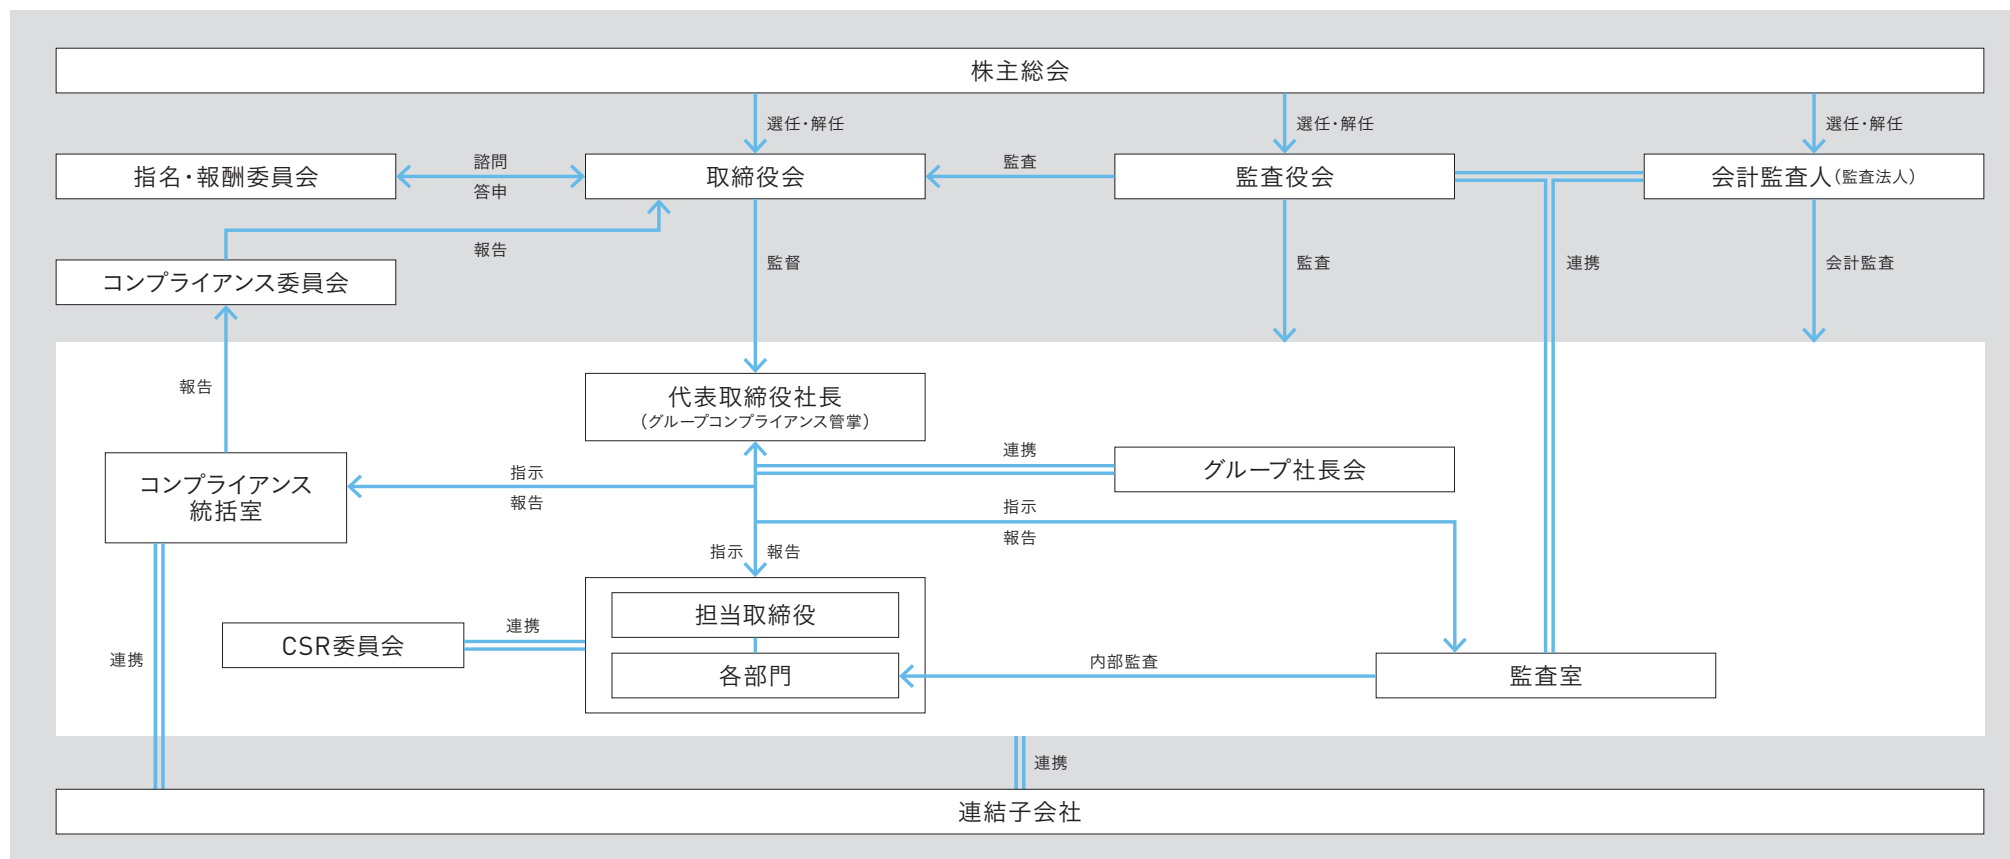 株主総会
選任・解任
選任・解任
選任・解任
指名・報酬委員会
諮問
答申
取締役会
監査
監査役会
会計監査人(監査法人)
報告
コンプライアンス委員会
監督
監査
連携
会計監査
報告
代表取締役社長
(グループコンプライアンス管掌)
連携
グループ社長会
コンプライアンス
統括室
指示
報告
指示
報告
指示
報告
担当取締役
CSR委員会
連携
連携
各部門
内部監査
監査室
連携
連結子会社